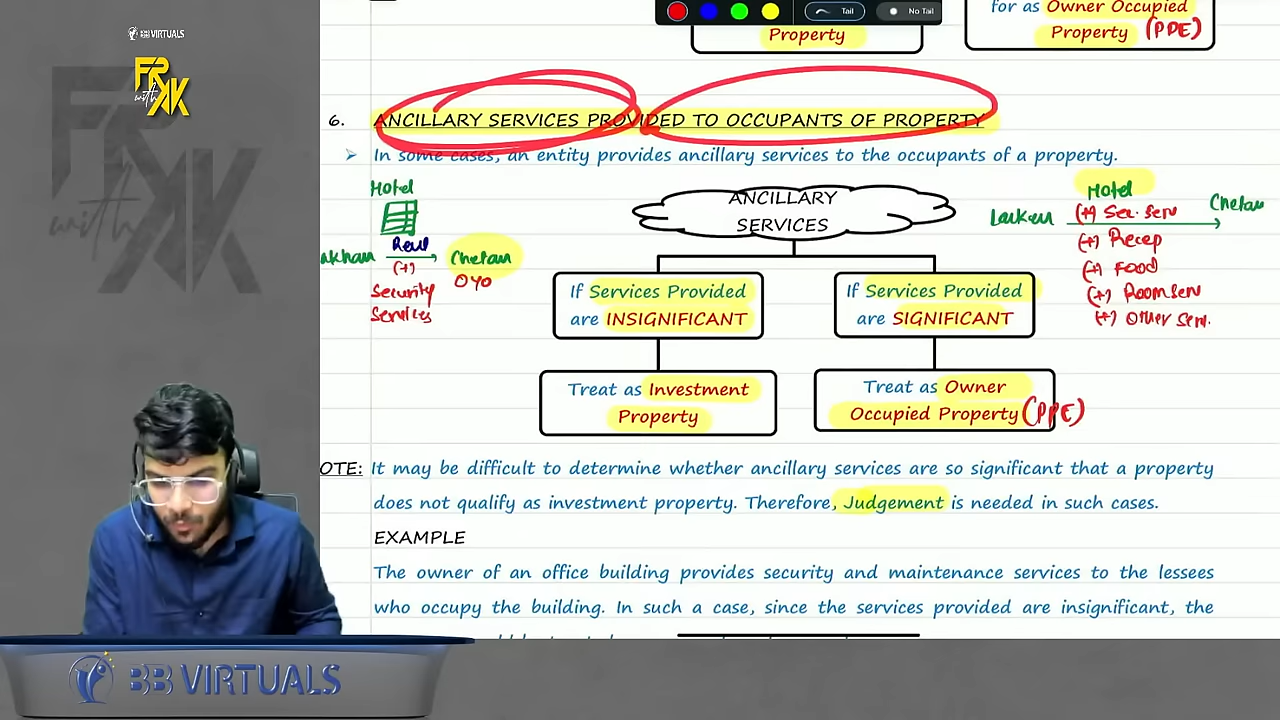 BB VIRTUALS
FR with AK
Tail
No Tail
Property
for as Owner Occupied
Property (PPE)
6. ANCILLARY SERVICES PROVIDED TO OCCUPANTS OF PROPERTY
➢ In some cases, an entity provides ancillary services to the occupants of a property.
Hotel
Rent
akhan
(+)
Chetan
Oyo
Security
Services
ANCILLARY
SERVICES
Hotel
Chetan
(+) Sec. Serv
(+) Recep
(+) Food
(+) Room Serv
(+) Other Serv.
If Services Provided
are INSIGNIFICANT
If Services Provided
are SIGNIFICANT
Treat as Investment
Property
Treat as Owner
Occupied Property (PPE)
OTE: It may be difficult to determine whether ancillary services are so significant that a property
does not qualify as investment property. Therefore, Judgement is needed in such cases.
EXAMPLE
The owner of an office building provides security and maintenance services to the lessees
who occupy the building. In such a case, since the services provided are insignificant, the
BB VIRTUALS